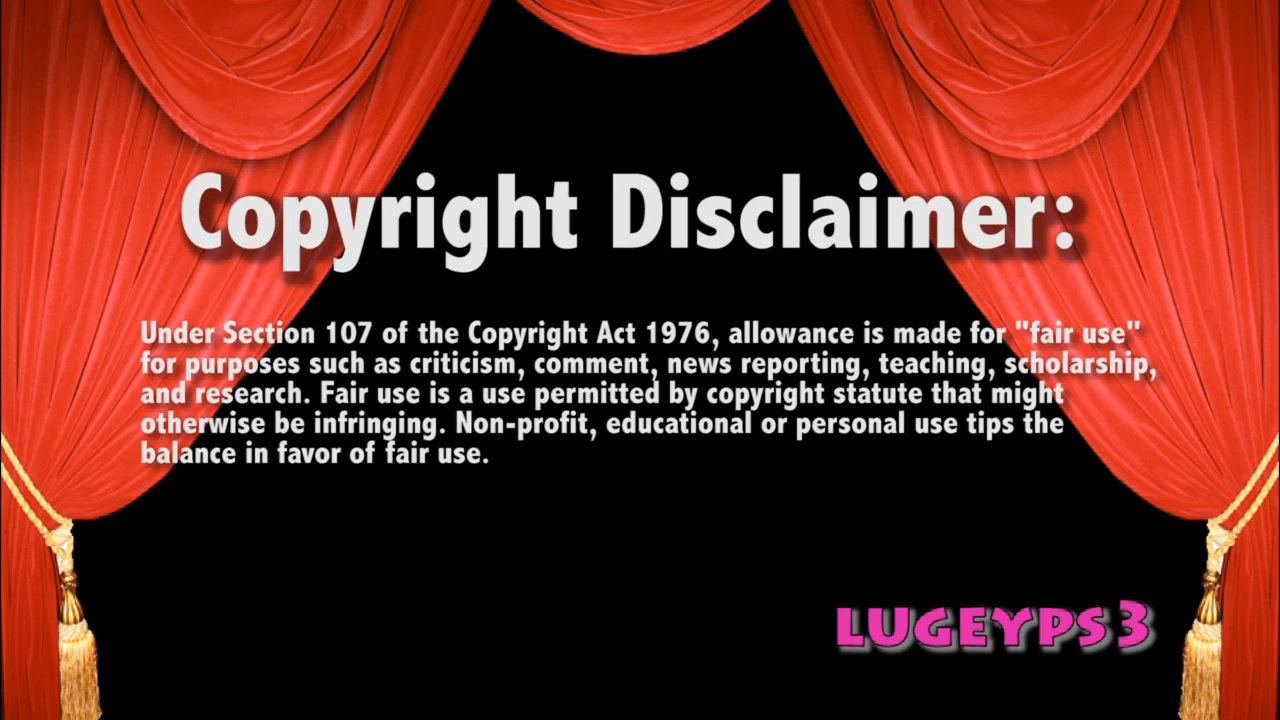 Copyright Disclaimer:
Under Section 107 of the Copyright Act 1976, allowance is made for "fair use"
for purposes such as criticism, comment, news reporting, teaching, scholarship,
and research. Fair use is a use permitted by copyright statute that might
otherwise be infringing. Non-profit, educational or personal use tips the
balance in favor of fair use.
LUGEYPS3